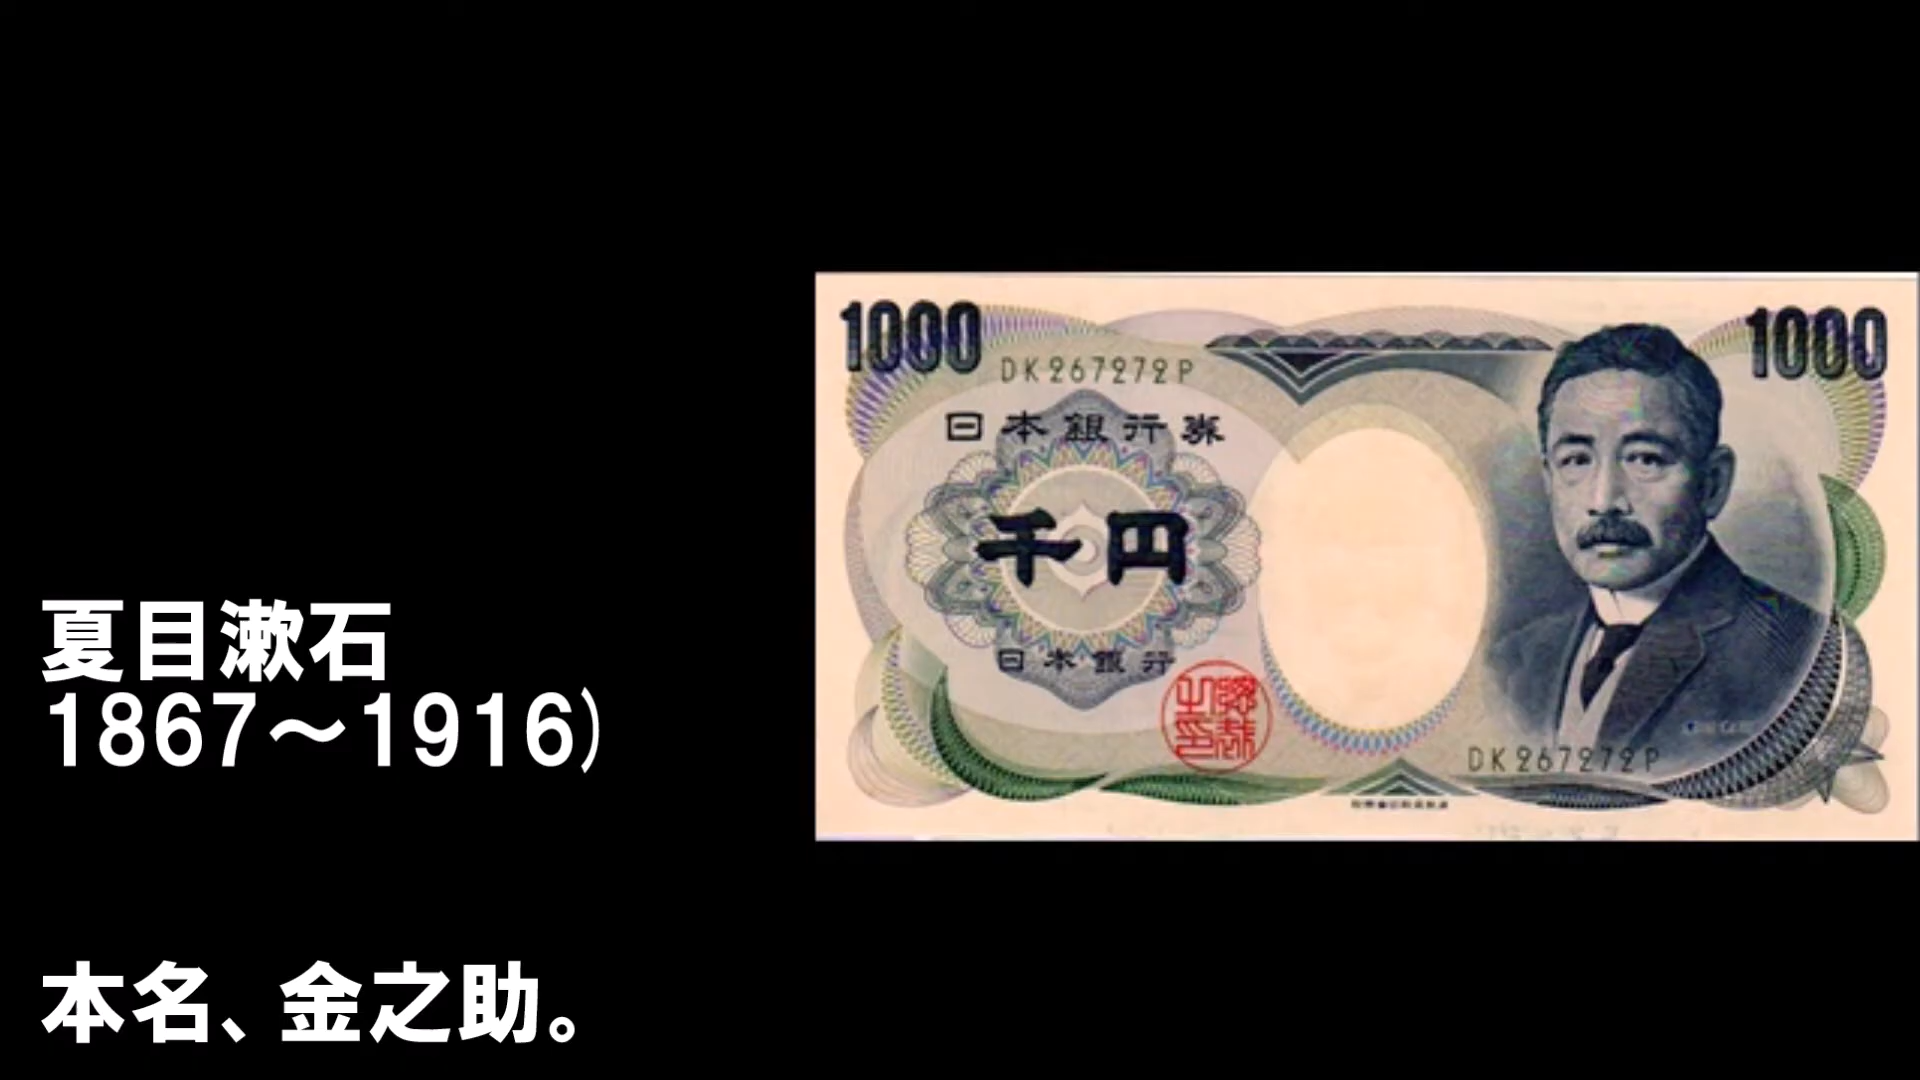 夏目漱石
1867～1916)
本名、金之助。
1000
1000
DK267272P
日本銀行券
千円
日本銀行
DK267272P